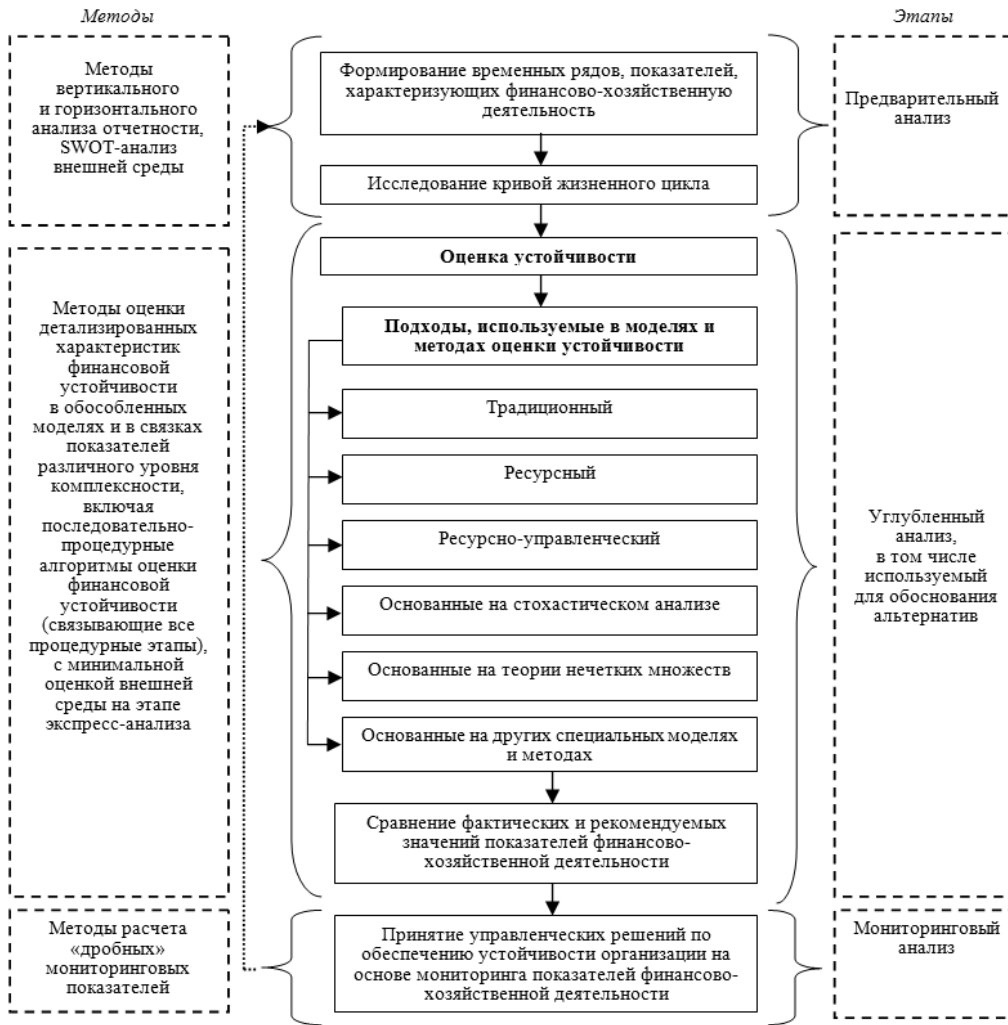 Методы
Этапы
Методы
вертикального
и горизонтального
анализа отчетности,
SWOT-анализ
внешней среды
Формирование временных рядов, показателей,
характеризующих финансово-хозяйственную
деятельность
Исследование кривой жизненного цикла
Предварительный
анализ
Методы оценки
детализированных
характеристик
финансовой
устойчивости
в обособленных
моделях и в связках
показателей
различного уровня
комплексности,
включая
последовательно-
процедурные
алгоритмы оценки
финансовой
устойчивости
(связывающие все
процедурные этапы),
с минимальной
оценкой внешней
среды на этапе
экспресс-анализа
Оценка устойчивости
Подходы, используемые в моделях и
методах оценки устойчивости
Традиционный
Ресурсный
Ресурсно-управленческий
Основанные на стохастическом анализе
Основанные на теории нечетких множеств
Основанные на других специальных моделях
и методах
Сравнение фактических и рекомендуемых
значений показателей финансово-
хозяйственной деятельности
Углубленный
анализ,
в том числе
используемый
для обоснования
альтернатив
Методы расчета
«дробных»
мониторинговых
показателей
Принятие управленческих решений по
обеспечению устойчивости организации на
основе мониторинга показателей финансово-
хозяйственной деятельности
Мониторинговый
анализ